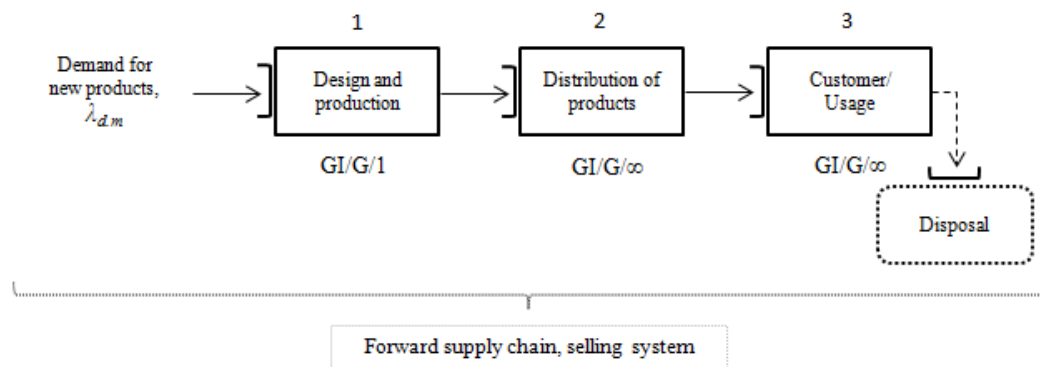 1
2
3
Demand for
new products,
λd.m
Design and
production
Distribution of
products
Customer/
Usage
GI/G/1
GI/G/∞
GI/G/∞
Disposal
Forward supply chain, selling system